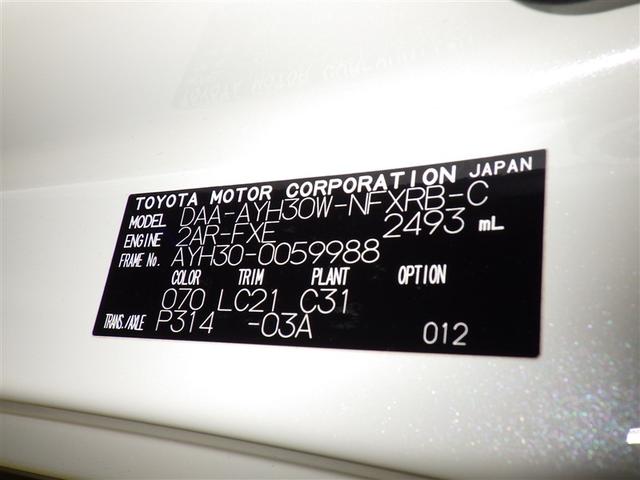 TOYOTA MOTOR CORPORATION JAPAN
MODEL DAA-AYH30W-NFXRB-C
ENGINE 2AR-FXE 2493 mL
FRAME No. AYH30-0059988
COLOR TRIM PLANT OPTION
070 LC21 C31
TRANS./AXLE P314 -03A 012